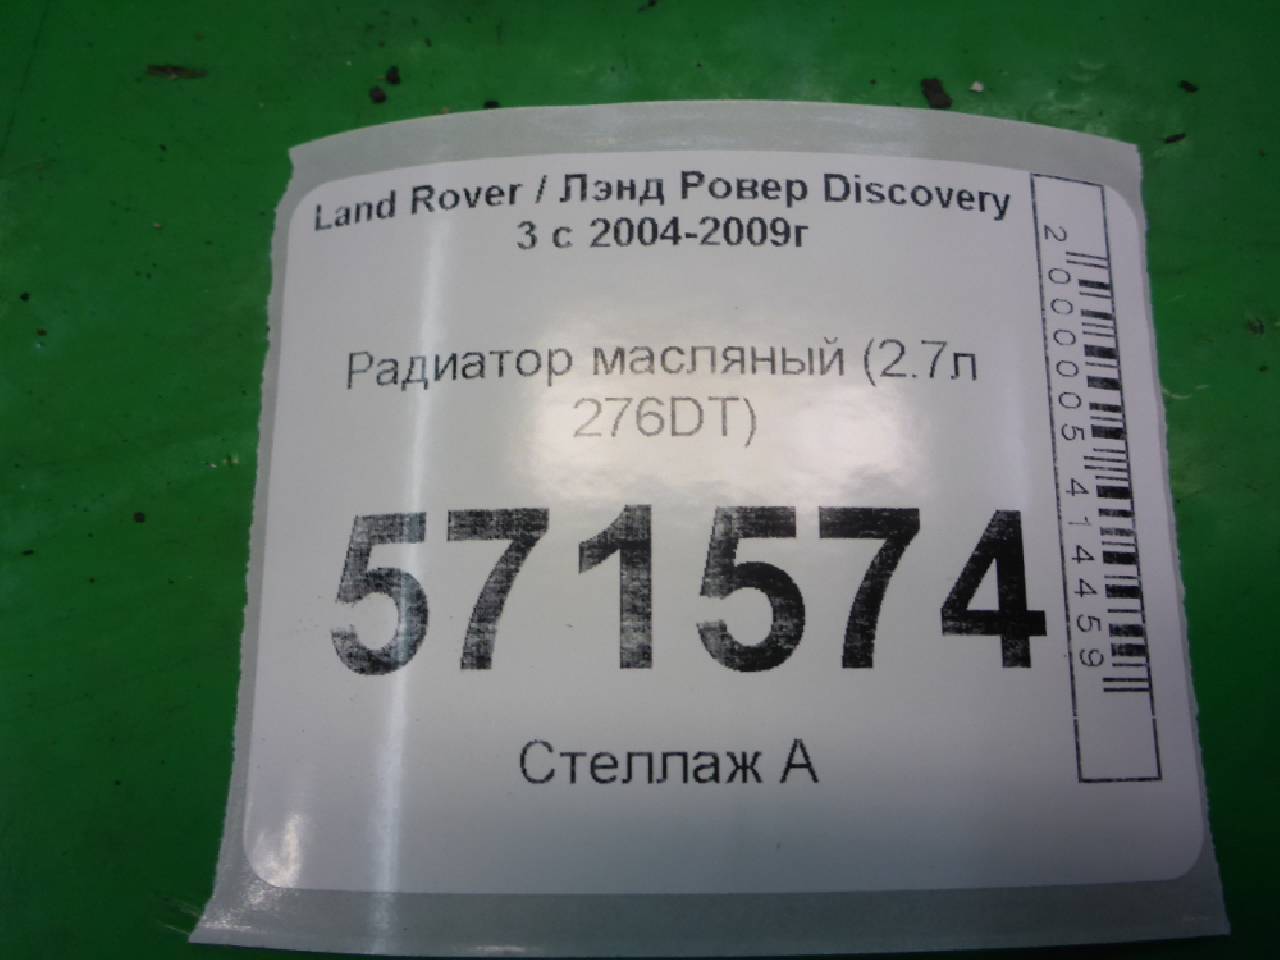 Land Rover / Лэнд Ровер Discovery
3 с 2004-2009г
Радиатор масляный (2.7л
276DT)
571574
Стеллаж А
2000005414459